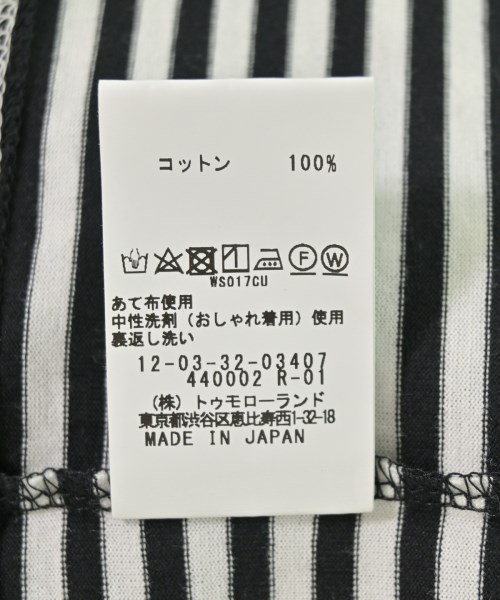 コットン 100%
F W
WS017CU
あて布使用
中性洗剤（おしゃれ着用）使用
裏返し洗い
12-03-32-03407
440002 R-01
（株）トゥモローランド
東京都渋谷区恵比寿西1-32-18
MADE IN JAPAN